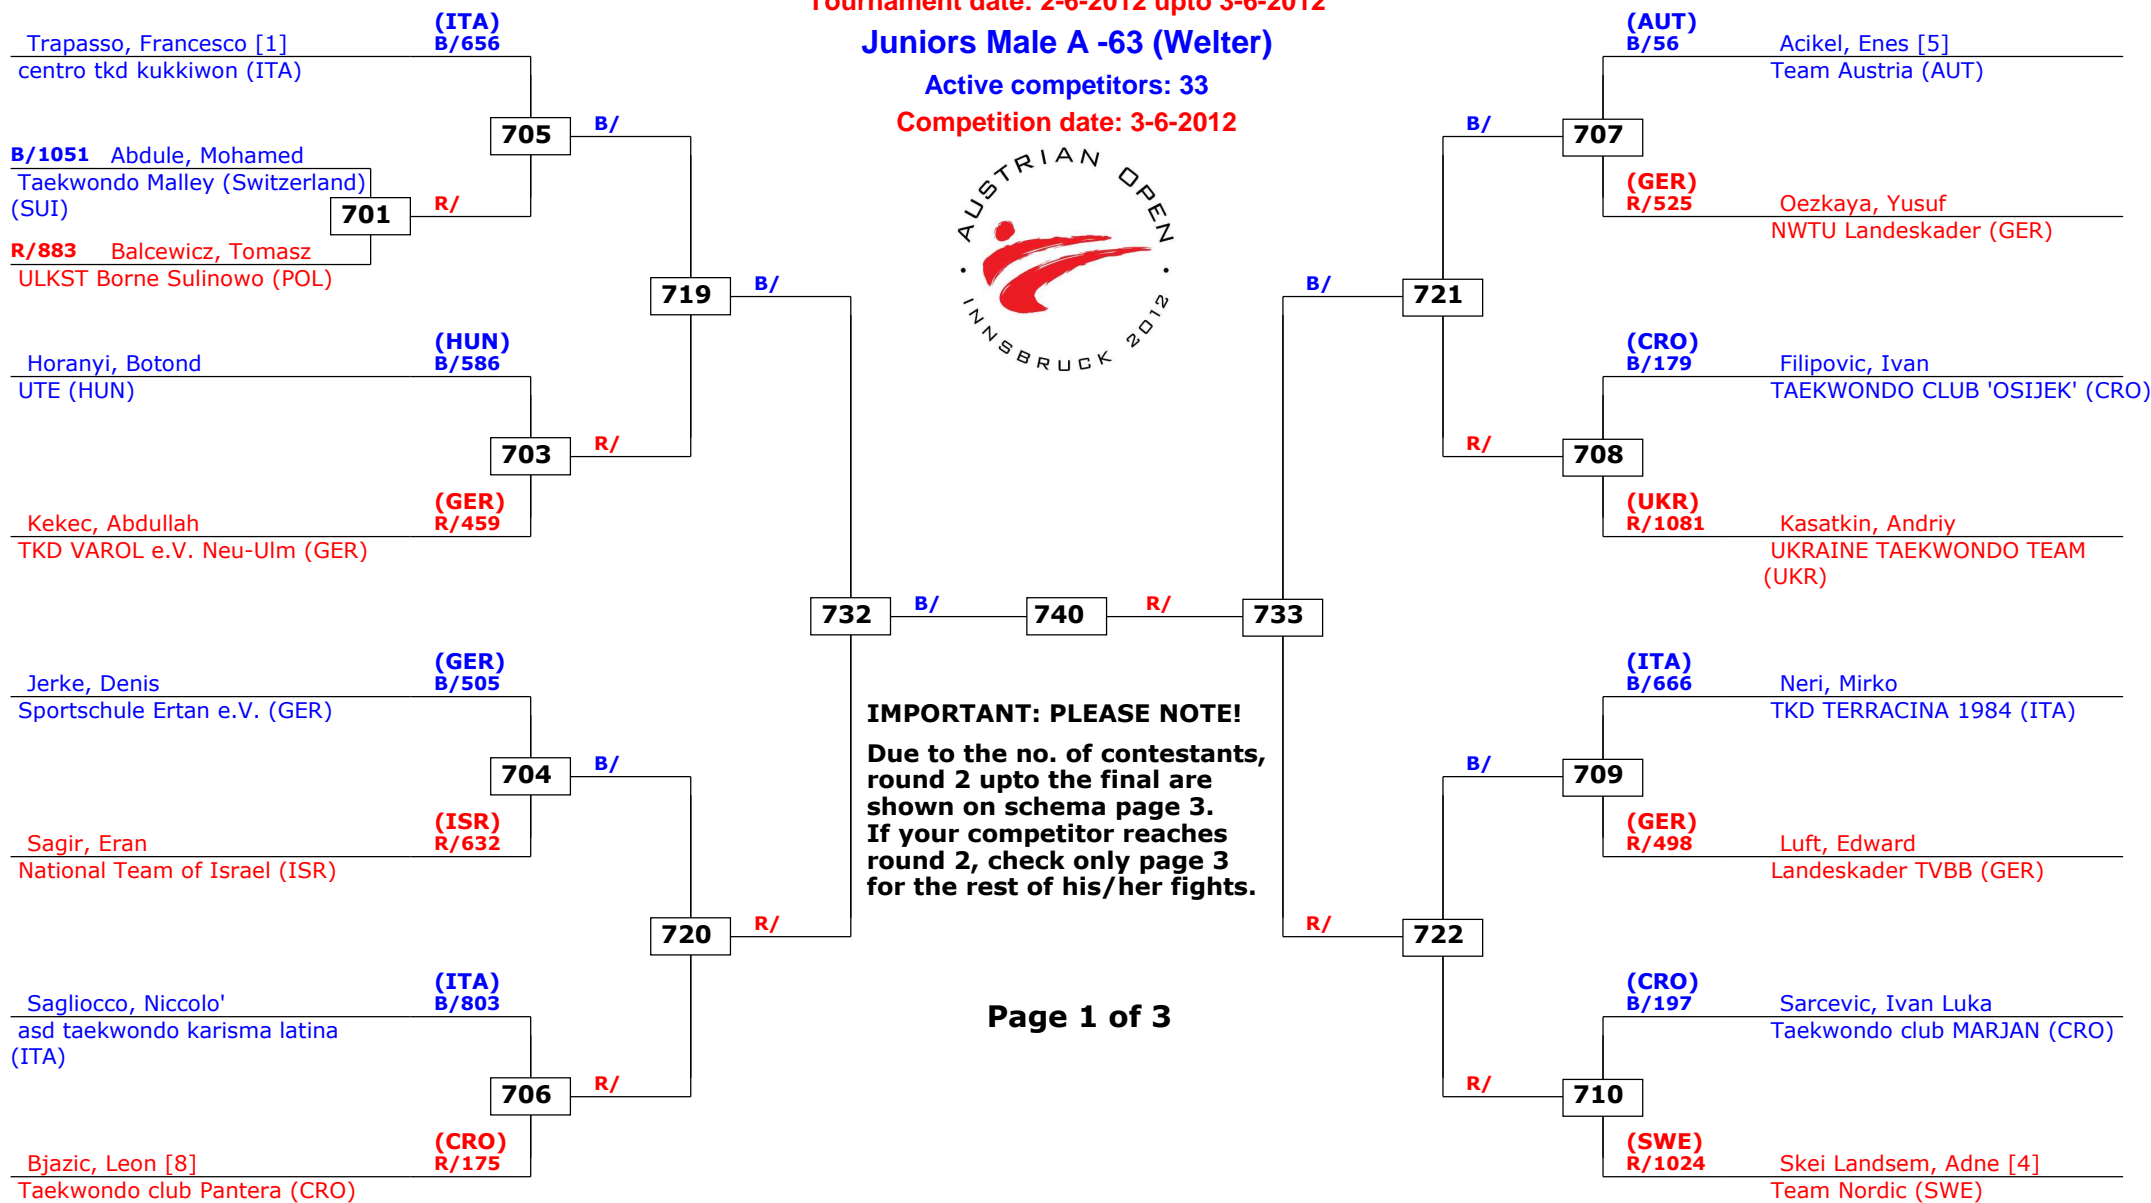 Tournament date: 2-6-2012 upto 3-6-2012
Juniors Male A -63 (Welter)
Active competitors: 33
Competition date: 3-6-2012
AUSTRIAN OPEN
· INNSBRUCK 2012 ·
Trapasso, Francesco [1]
(ITA)
B/656
centro tkd kukkiwon (ITA)
705
B/
B/1051 Abdule, Mohamed
Taekwondo Malley (Switzerland)
(SUI)
701
R/
R/883 Balcewicz, Tomasz
ULKST Borne Sulinowo (POL)
719
B/
Horanyi, Botond
(HUN)
B/586
UTE (HUN)
703
R/
Kekec, Abdullah
(GER)
R/459
TKD VAROL e.V. Neu-Ulm (GER)
732
B/
740
R/
733
Jerke, Denis
(GER)
B/505
Sportschule Ertan e.V. (GER)
704
B/
Sagir, Eran
(ISR)
R/632
National Team of Israel (ISR)
720
R/
Sagliocco, Niccolo'
(ITA)
B/803
asd taekwondo karisma latina
(ITA)
706
R/
Bjazic, Leon [8]
(CRO)
R/175
Taekwondo club Pantera (CRO)
IMPORTANT: PLEASE NOTE!
Due to the no. of contestants,
round 2 upto the final are
shown on schema page 3.
If your competitor reaches
round 2, check only page 3
for the rest of his/her fights.
Page 1 of 3
(AUT)
B/56
Acikel, Enes [5]
Team Austria (AUT)
B/
707
(GER)
R/525
Oezkaya, Yusuf
NWTU Landeskader (GER)
B/
721
(CRO)
B/179
Filipovic, Ivan
TAEKWONDO CLUB 'OSIJEK' (CRO)
R/
708
(UKR)
R/1081
Kasatkin, Andriy
UKRAINE TAEKWONDO TEAM
(UKR)
(ITA)
B/666
Neri, Mirko
TKD TERRACINA 1984 (ITA)
B/
709
(GER)
R/498
Luft, Edward
Landeskader TVBB (GER)
R/
722
(CRO)
B/197
Sarcevic, Ivan Luka
Taekwondo club MARJAN (CRO)
R/
710
(SWE)
R/1024
Skei Landsem, Adne [4]
Team Nordic (SWE)